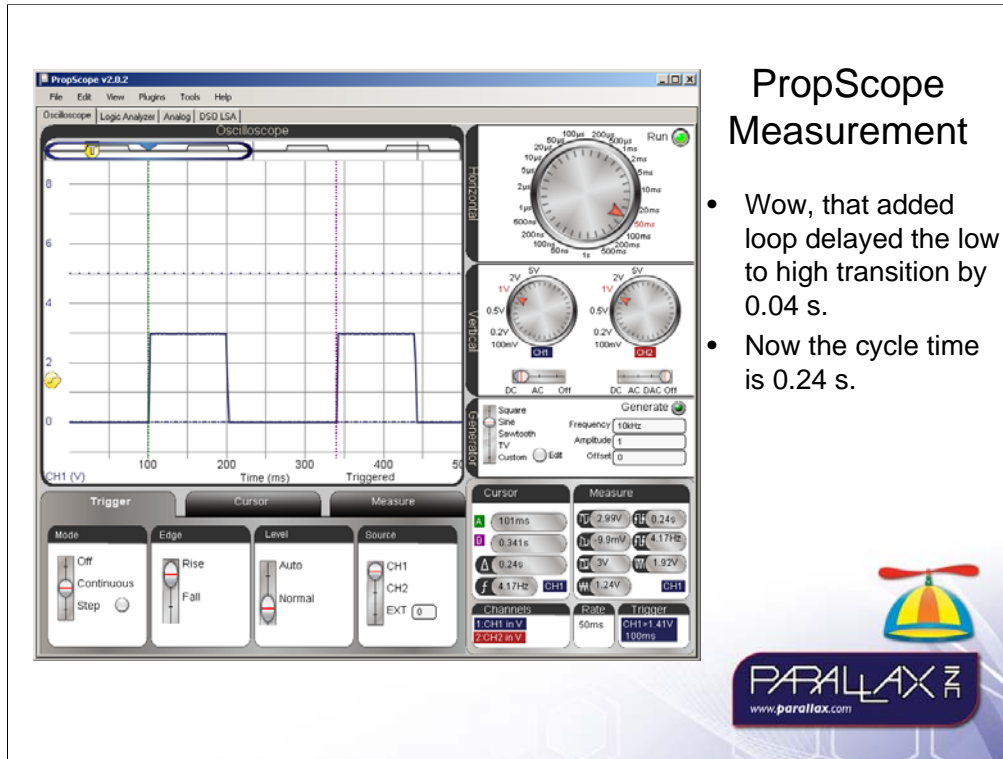 PropScope v2.0.2
File Edit View Plugins Tools Help
Oscilloscope Logic Analyzer Analog DSO LSA
Oscilloscope
8
6
4
2
0
100 200 300 400 50
CH1 (V) Time (ms) Triggered
Horizontal
Run
100µs 200µs
50µs 500µs
20µs 1ms
10µs 2ms
5µs 5ms
2µs 10ms
1µs 20ms
600ns 50ms
200ns 100ms
100ns 200ms
50ns 1s 500ms
Vertical
5V 5V
2V 2V
1V 1V
0.5V 0.5V
0.2V 0.2V
100mV 100mV
CH1 CH2
DC AC Off DC AC DAC Off
Generator
Generate
Square
Sine
Sawtooth
TV
Custom Edit
Frequency 10kHz
Amplitude 1
Offset 0
Trigger Cursor Measure
Mode
Off
Continuous
Step
Edge
Rise
Fall
Level
Auto
Normal
Source
CH1
CH2
EXT 0
Cursor
A 101ms
B 0.341s
Δ 0.24s
f 4.17Hz CH1
Measure
2.99V 0.24s
-9.9mV 4.17Hz
3V 1.92V
1.24V CH1
Channels
1:CH1 in V
2:CH2 in V
Rate
50ms
Trigger
CH1>1.41V
100ms
PropScope
Measurement
• Wow, that added
loop delayed the low
to high transition by
0.04 s.
• Now the cycle time
is 0.24 s.
PARALLAX INC
www.parallax.com